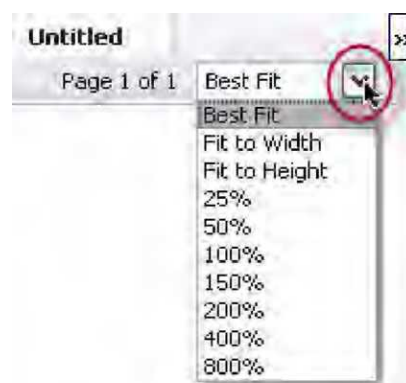 Untitled
»
Page 1 of 1 Best Fit
Best Fit
Fit to Width
Fit to Height
25%
50%
100%
150%
200%
400%
800%